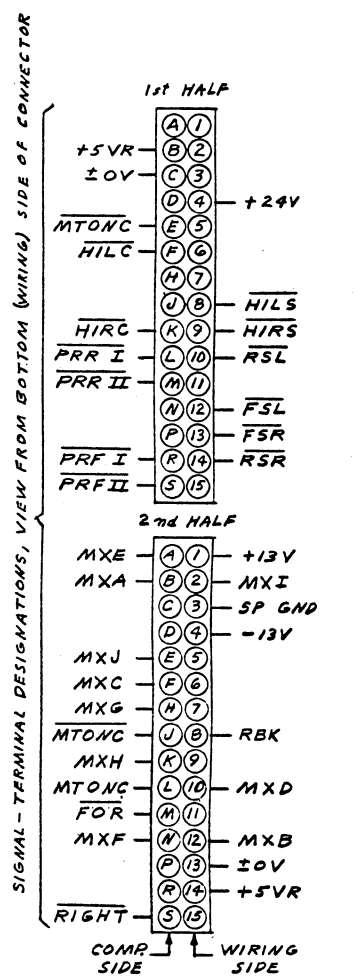 SIGNAL-TERMINAL DESIGNATIONS, VIEW FROM BOTTOM (WIRING) SIDE OF CONNECTOR
1st HALF
A 1
+5VR B 2
±0V C 3
D 4 +24V
MTONC E 5
HILC F 6
H 7
J 8 HILS
HIRC K 9 HIRS
PRR I L 10 RSL
PRR II M 11
N 12 FSL
P 13 FSR
PRF I R 14 RSR
PRF II S 15
2nd HALF
MXE A 1 +13V
MXA B 2 MXI
C 3 SP GND
D 4 -13V
MXJ E 5
MXC F 6
MXG H 7
MTONC J 8 RBK
MXH K 9
MTONC L 10 MXD
FOR M 11
MXF N 12 MXB
P 13 ±0V
R 14 +5VR
RIGHT S 15
COMP. SIDE
WIRING SIDE